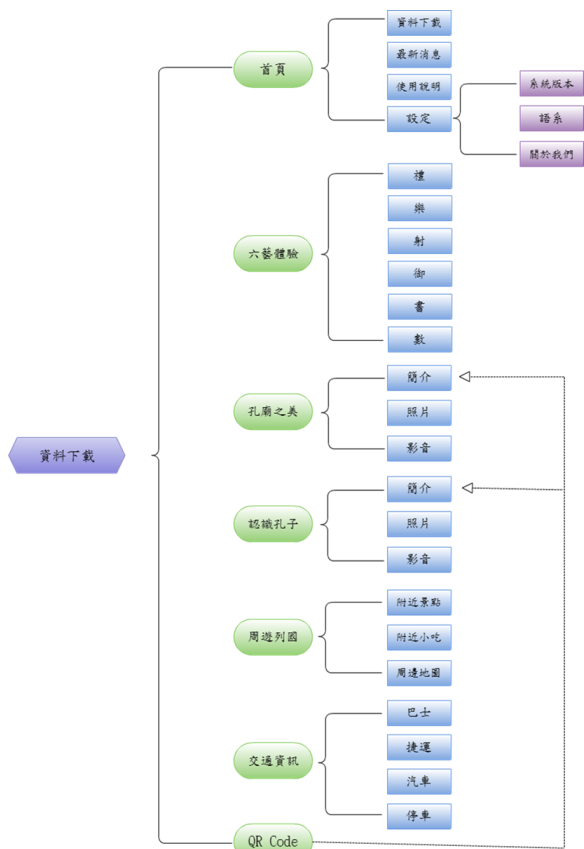 資料下載
首頁
資料下載
最新消息
使用說明
設定
系統版本
語系
關於我們
六藝體驗
禮
樂
射
御
書
數
孔廟之美
簡介
照片
影音
認識孔子
簡介
照片
影音
周遊列國
附近景點
附近小吃
周邊地圖
交通資訊
巴士
捷運
汽車
停車
QR Code